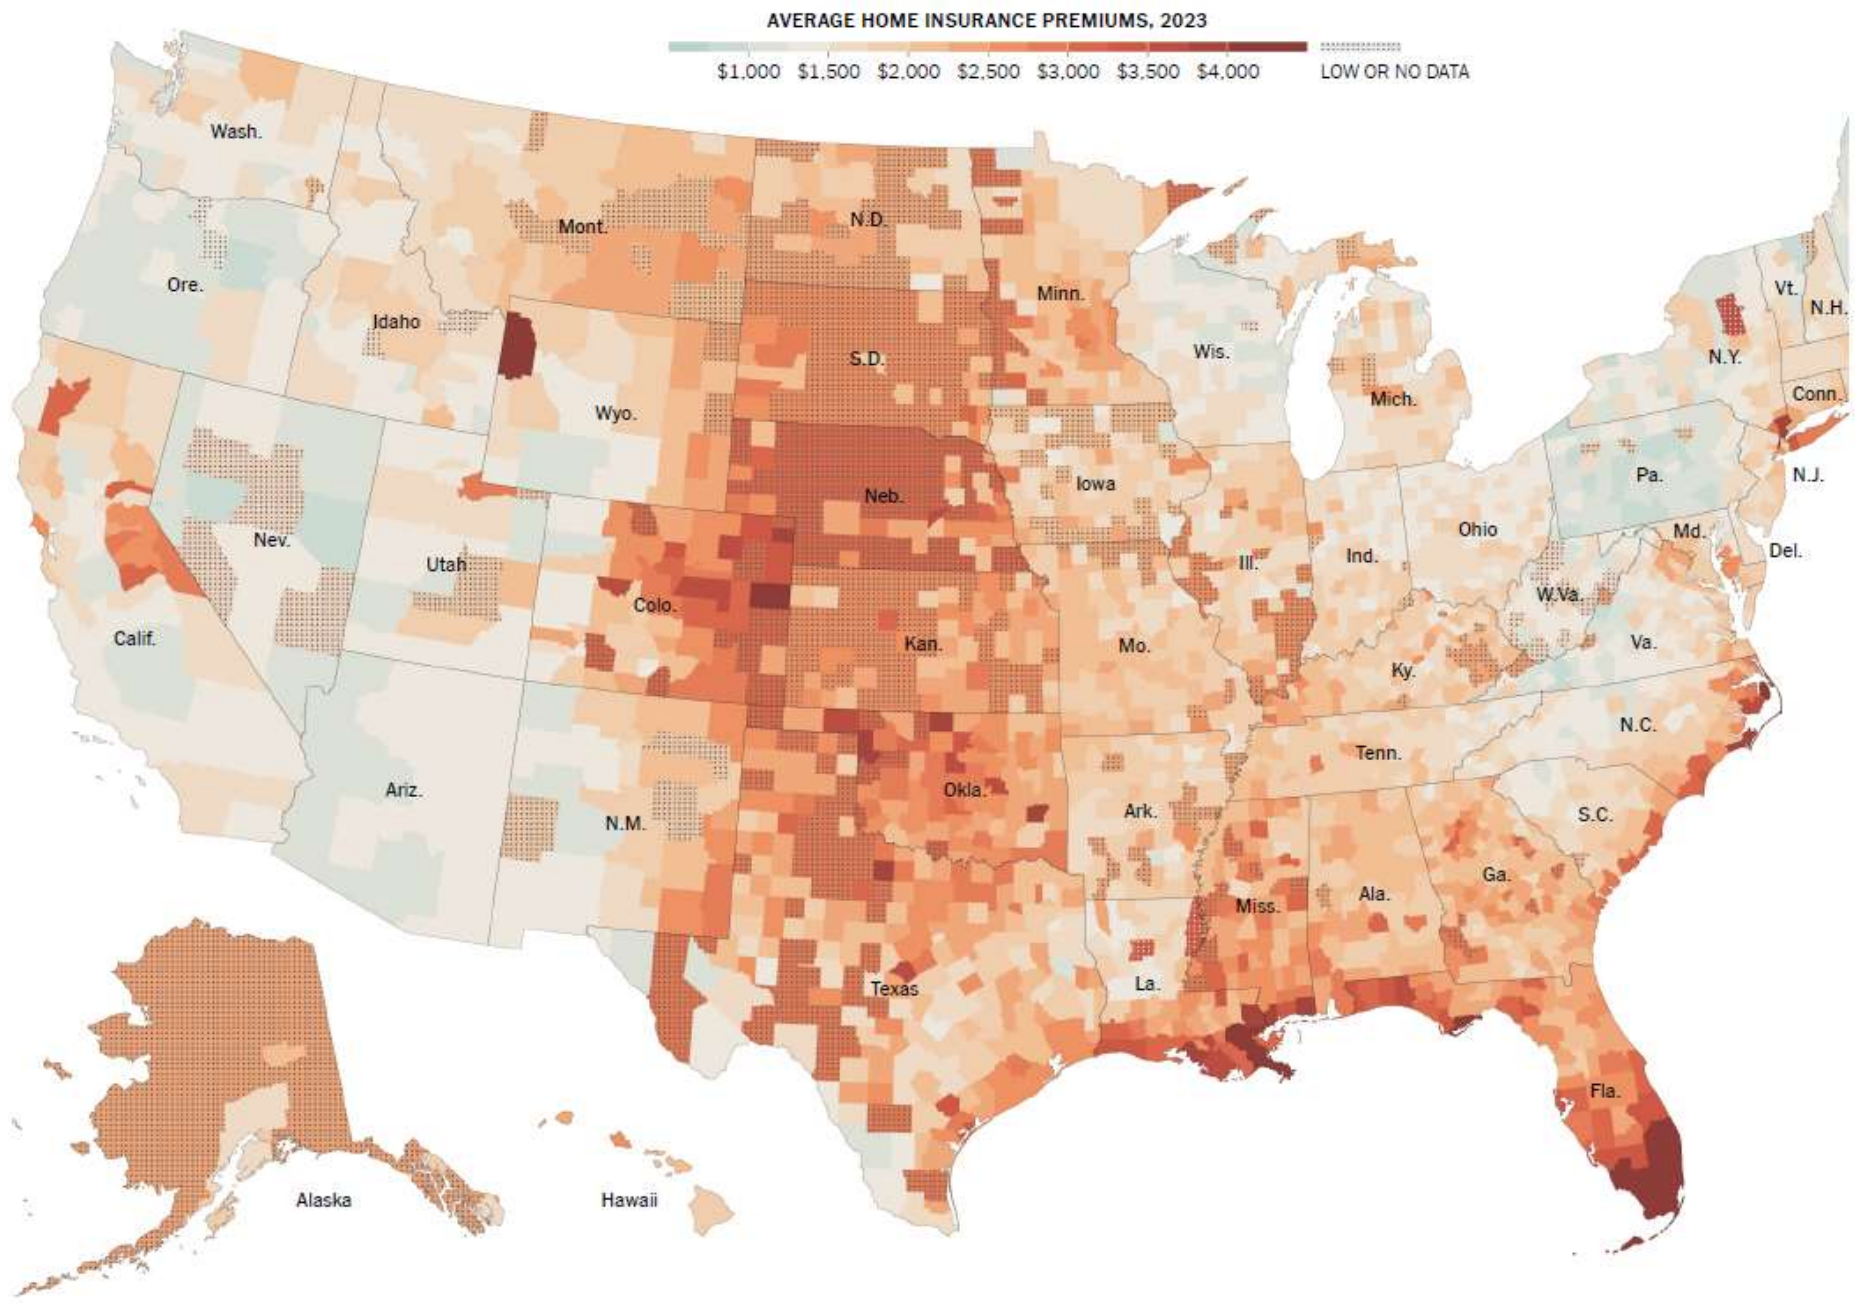 AVERAGE HOME INSURANCE PREMIUMS, 2023
$1,000 $1,500 $2,000 $2,500 $3,000 $3,500 $4,000 LOW OR NO DATA
Wash.
Mont.
N.D.
Minn.
Ore.
Idaho
S.D.
Wis.
Mich.
Vt.
N.H.
N.Y.
Conn.
Wyo.
Neb.
Iowa
Pa.
N.J.
Nev.
Utah
Colo.
Kan.
Ill.
Ind.
Ohio
Md.
Del.
W.Va.
Calif.
Mo.
Ky.
Va.
Ariz.
N.M.
Okla.
Ark.
Tenn.
N.C.
S.C.
Texas
La.
Miss.
Ala.
Ga.
Fla.
Alaska
Hawaii